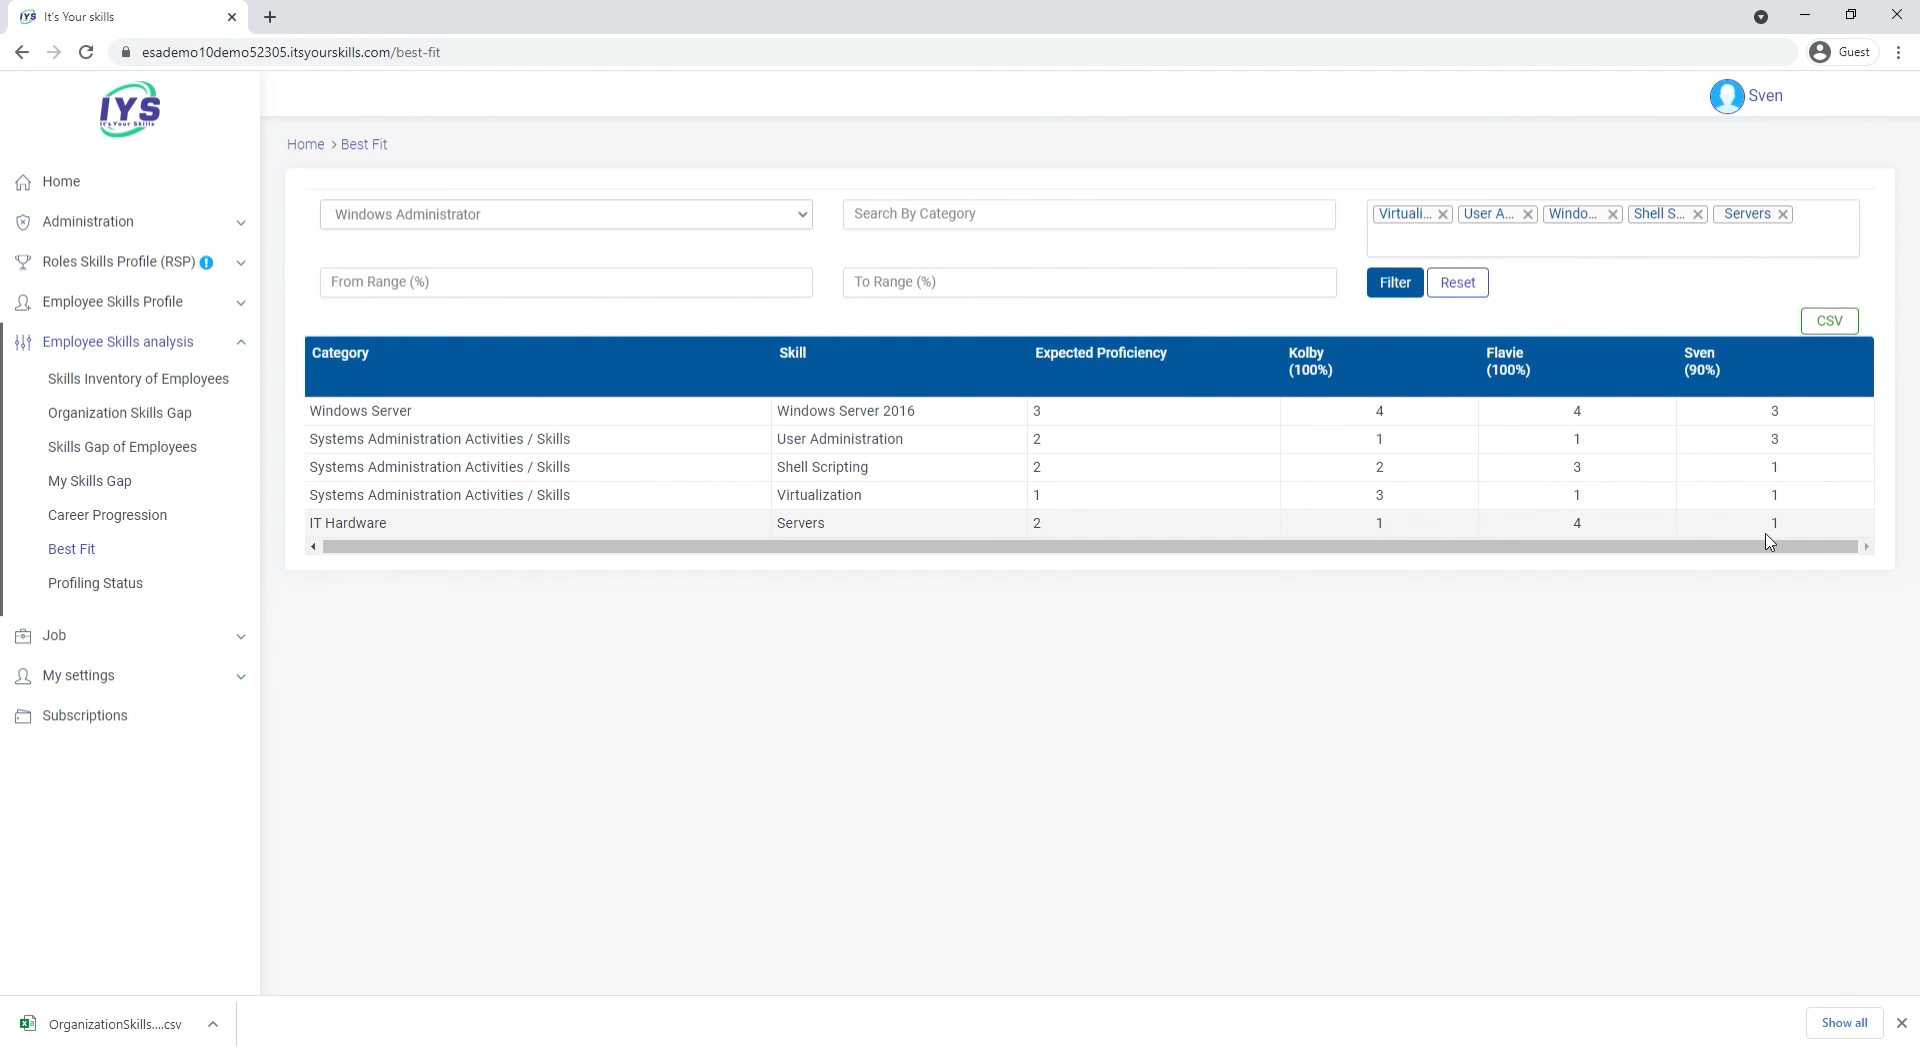 IYS It's Your skills
esademo10demo52305.itsyourskills.com/best-fit
Guest
IYS
It's Your Skills
Sven
Home > Best Fit
Home
Administration
Roles Skills Profile (RSP)
Employee Skills Profile
Employee Skills analysis
Skills Inventory of Employees
Organization Skills Gap
Skills Gap of Employees
My Skills Gap
Career Progression
Best Fit
Profiling Status
Job
My settings
Subscriptions
Windows Administrator
Search By Category
Virtuali... User A... Windo... Shell S... Servers
From Range (%)
To Range (%)
Filter Reset
CSV
Category Skill Expected Proficiency Kolby (100%) Flavie (100%) Sven (90%)
Windows Server Windows Server 2016 3 4 4 3
Systems Administration Activities / Skills User Administration 2 1 1 3
Systems Administration Activities / Skills Shell Scripting 2 2 3 1
Systems Administration Activities / Skills Virtualization 1 3 1 1
IT Hardware Servers 2 1 4 1
OrganizationSkills....csv
Show all